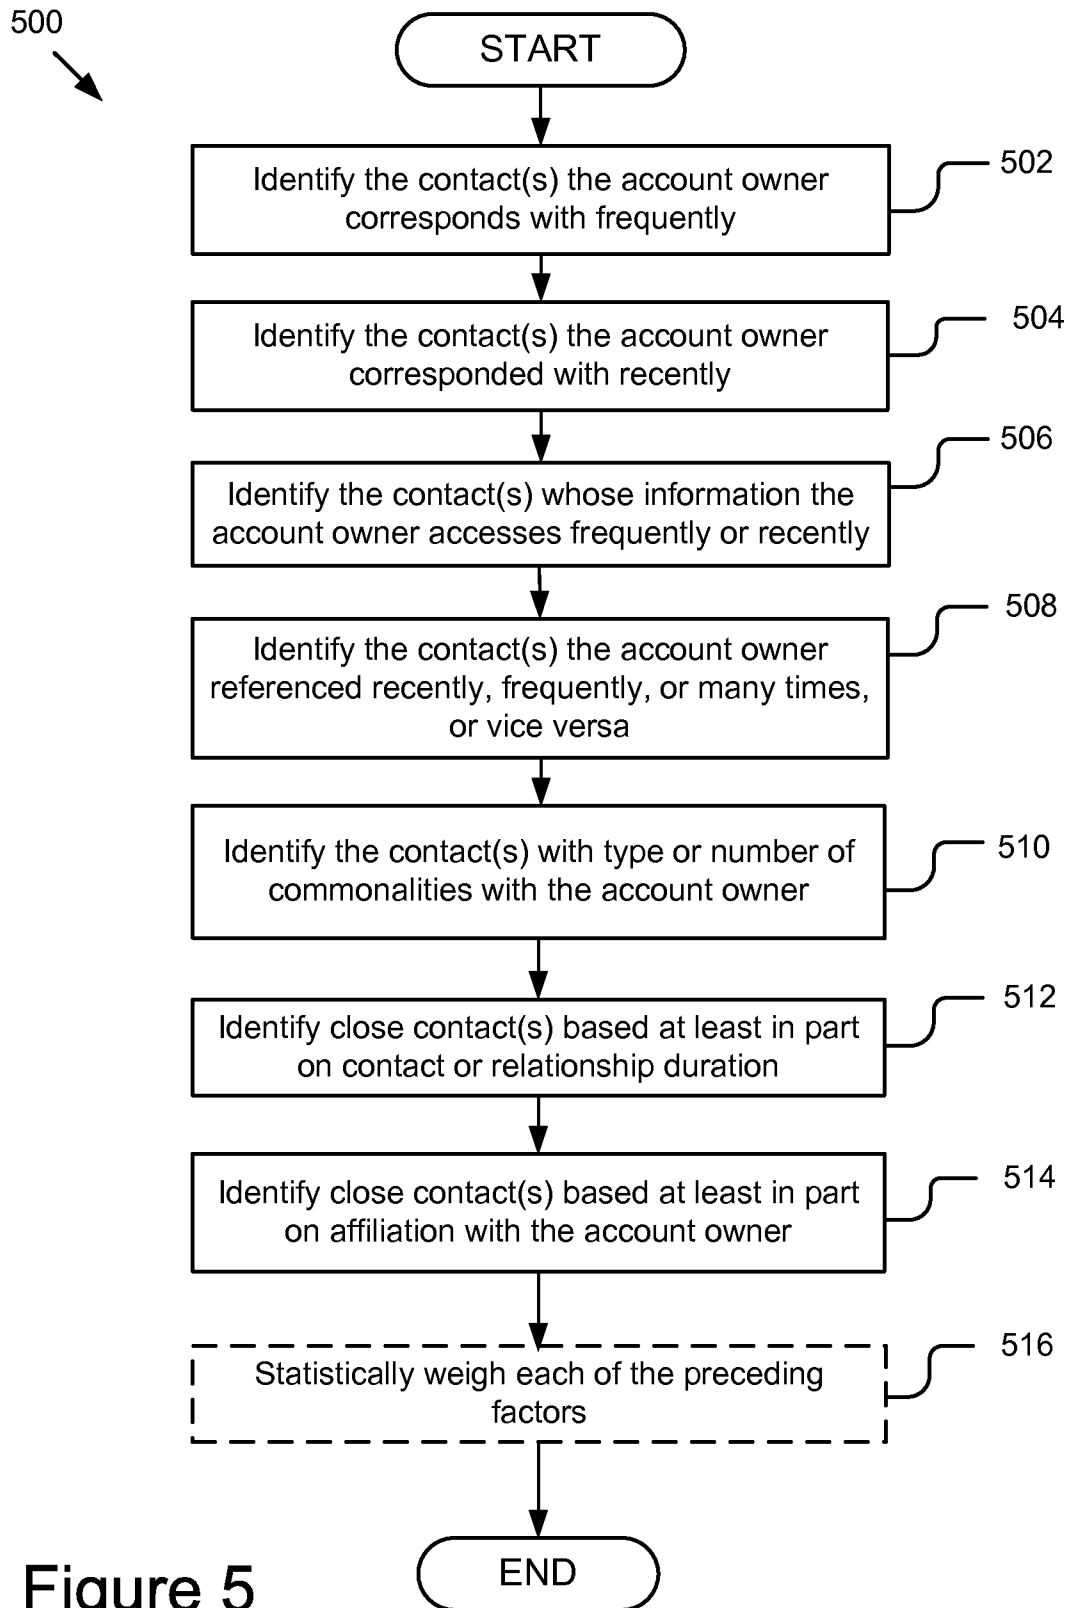 500
START
Identify the contact(s) the account owner
corresponds with frequently
502
Identify the contact(s) the account owner
corresponded with recently
504
Identify the contact(s) whose information the
account owner accesses frequently or recently
506
Identify the contact(s) the account owner
referenced recently, frequently, or many times,
or vice versa
508
Identify the contact(s) with type or number of
commonalities with the account owner
510
Identify close contact(s) based at least in part
on contact or relationship duration
512
Identify close contact(s) based at least in part
on affiliation with the account owner
514
Statistically weigh each of the preceding
factors
516
END
Figure 5